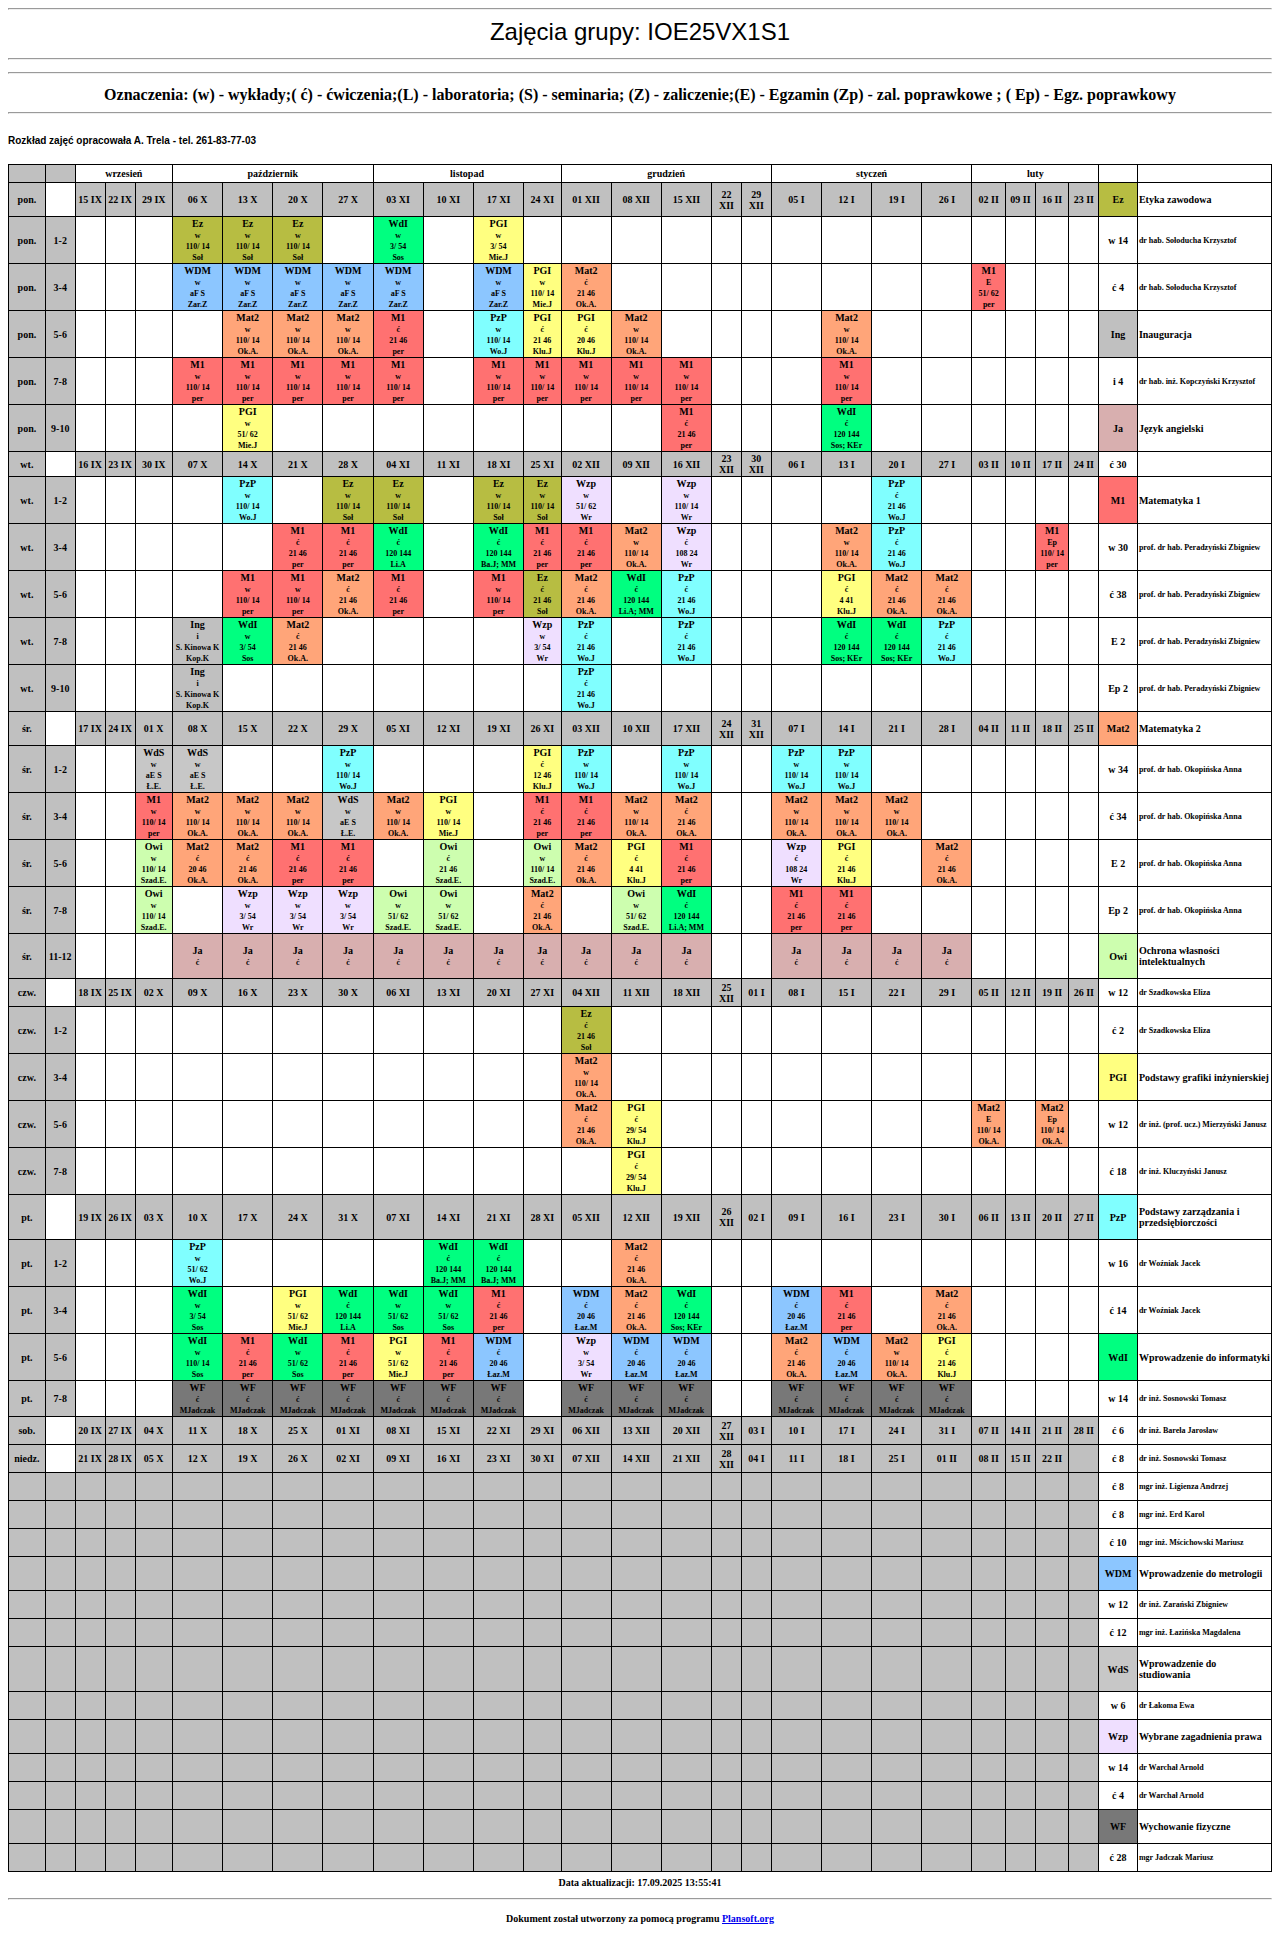 Zajęcia grupy: IOE25VX1S1
Oznaczenia: (w) - wykłady;( ć) - ćwiczenia;(L) - laboratoria; (S) - seminaria; (Z) - zaliczenie;(E) - Egzamin (Zp) - zal. poprawkowe ; ( Ep) - Egz. poprawkowy
Rozkład zajęć opracowała A. Trela - tel. 261-83-77-03
wrzesień październik listopad grudzień styczeń luty
pon. 15 IX 22 IX 29 IX 06 X 13 X 20 X 27 X 03 XI 10 XI 17 XI 24 XI 01 XII 08 XII 15 XII 22 XII 29 XII 05 I 12 I 19 I 26 I 02 II 09 II 16 II 23 II Ez Etyka zawodowa
Ez Ez Ez WdI PGI
w w w w w
pon. 1-2 w 14 dr hab. Sołoducha Krzysztof
110/ 14 110/ 14 110/ 14 3/ 54 3/ 54
Soł Soł Soł Sos Mie.J
WDM WDM WDM WDM WDM WDM PGI Mat2 M1
w w w w w w w ć E
pon. 3-4 ć 4 dr hab. Sołoducha Krzysztof
aF S aF S aF S aF S aF S aF S 110/ 14 21 46 51/ 62
Zar.Z Zar.Z Zar.Z Zar.Z Zar.Z Zar.Z Mie.J Ok.A. per
Mat2 Mat2 Mat2 M1 PzP PGI PGI Mat2 Mat2
w w w ć w ć ć w w
pon. 5-6 Ing Inauguracja
110/ 14 110/ 14 110/ 14 21 46 110/ 14 21 46 20 46 110/ 14 110/ 14
Ok.A. Ok.A. Ok.A. per Wo.J Klu.J Klu.J Ok.A. Ok.A.
M1 M1 M1 M1 M1 M1 M1 M1 M1 M1 M1
w w w w w w w w w w w
pon. 7-8 i 4 dr hab. inż. Kopczyński Krzysztof
110/ 14 110/ 14 110/ 14 110/ 14 110/ 14 110/ 14 110/ 14 110/ 14 110/ 14 110/ 14 110/ 14
per per per per per per per per per per per
PGI M1 WdI
w ć ć
pon. 9-10 Ja Język angielski
51/ 62 21 46 120 144
Mie.J per Sos; KEr
wt. 16 IX 23 IX 30 IX 07 X 14 X 21 X 28 X 04 XI 11 XI 18 XI 25 XI 02 XII 09 XII 16 XII 23 XII 30 XII 06 I 13 I 20 I 27 I 03 II 10 II 17 II 24 II ć 30
PzP Ez Ez Ez Ez Wzp Wzp PzP
w w w w w w w ć
wt. 1-2 M1 Matematyka 1
110/ 14 110/ 14 110/ 14 110/ 14 110/ 14 51/ 62 110/ 14 21 46
Wo.J Soł Soł Soł Soł Wr Wr Wo.J
M1 M1 WdI WdI M1 M1 Mat2 Wzp Mat2 PzP M1
ć ć ć ć ć ć w ć w ć Ep
wt. 3-4 w 30 prof. dr hab. Peradzyński Zbigniew
21 46 21 46 120 144 120 144 21 46 21 46 110/ 14 108 24 110/ 14 21 46 110/ 14
per per Li.A Ba.J; MM per per Ok.A. Wr Ok.A. Wo.J per
M1 M1 Mat2 M1 M1 Ez Mat2 WdI PzP PGI Mat2 Mat2
w w ć ć w ć ć ć ć ć ć ć
wt. 5-6 ć 38 prof. dr hab. Peradzyński Zbigniew
110/ 14 110/ 14 21 46 21 46 110/ 14 21 46 21 46 120 144 21 46 4 41 21 46 21 46
per per Ok.A. per per Soł Ok.A. Li.A; MM Wo.J Klu.J Ok.A. Ok.A.
Ing WdI Mat2 Wzp PzP PzP WdI WdI PzP
i w ć w ć ć ć ć ć
wt. 7-8 E 2 prof. dr hab. Peradzyński Zbigniew
S. Kinowa K 3/ 54 21 46 3/ 54 21 46 21 46 120 144 120 144 21 46
Kop.K Sos Ok.A. Wr Wo.J Wo.J Sos; KEr Sos; KEr Wo.J
Ing PzP
i ć
wt. 9-10 Ep 2 prof. dr hab. Peradzyński Zbigniew
S. Kinowa K 21 46
Kop.K Wo.J
śr. 17 IX 24 IX 01 X 08 X 15 X 22 X 29 X 05 XI 12 XI 19 XI 26 XI 03 XII 10 XII 17 XII 24 XII 31 XII 07 I 14 I 21 I 28 I 04 II 11 II 18 II 25 II Mat2 Matematyka 2
WdS WdS PzP PGI PzP PzP PzP PzP
w w w ć w w w w
śr. 1-2 w 34 prof. dr hab. Okopińska Anna
aE S aE S 110/ 14 12 46 110/ 14 110/ 14 110/ 14 110/ 14
Ł.E. Ł.E. Wo.J Klu.J Wo.J Wo.J Wo.J Wo.J
M1 Mat2 Mat2 Mat2 WdS Mat2 PGI M1 M1 Mat2 Mat2 Mat2 Mat2 Mat2
w w w w w w w ć ć w ć w w w
śr. 3-4 ć 34 prof. dr hab. Okopińska Anna
110/ 14 110/ 14 110/ 14 110/ 14 aE S 110/ 14 110/ 14 21 46 21 46 110/ 14 21 46 110/ 14 110/ 14 110/ 14
per Ok.A. Ok.A. Ok.A. Ł.E. Ok.A. Mie.J per per Ok.A. Ok.A. Ok.A. Ok.A. Ok.A.
Owi Mat2 Mat2 M1 M1 Owi Owi Mat2 PGI M1 Wzp PGI Mat2
w ć ć ć ć ć w ć ć ć ć ć ć
śr. 5-6 E 2 prof. dr hab. Okopińska Anna
110/ 14 20 46 21 46 21 46 21 46 21 46 110/ 14 21 46 4 41 21 46 108 24 21 46 21 46
Szad.E. Ok.A. Ok.A. per per Szad.E. Szad.E. Ok.A. Klu.J per Wr Klu.J Ok.A.
Owi Wzp Wzp Wzp Owi Owi Mat2 Owi WdI M1 M1
w w w w w w ć w ć ć ć
śr. 7-8 Ep 2 prof. dr hab. Okopińska Anna
110/ 14 3/ 54 3/ 54 3/ 54 51/ 62 51/ 62 21 46 51/ 62 120 144 21 46 21 46
Szad.E. Wr Wr Wr Szad.E. Szad.E. Ok.A. Szad.E. Li.A; MM per per
śr. 11-12 Ja Ja Ja Ja Ja Ja Ja Ja Ja Ja Ja Ja Ja Ja Ja Owi Ochrona własności intelektualnych
ć ć ć ć ć ć ć ć ć ć ć ć ć ć ć
czw. 18 IX 25 IX 02 X 09 X 16 X 23 X 30 X 06 XI 13 XI 20 XI 27 XI 04 XII 11 XII 18 XII 25 XII 01 I 08 I 15 I 22 I 29 I 05 II 12 II 19 II 26 II w 12 dr Szadkowska Eliza
Ez
ć
czw. 1-2 ć 2 dr Szadkowska Eliza
21 46
Soł
Mat2
w
czw. 3-4 PGI Podstawy grafiki inżynierskiej
110/ 14
Ok.A.
Mat2 PGI Mat2 Mat2
ć ć E Ep
czw. 5-6 w 12 dr inż. (prof. ucz.) Mierzyński Janusz
21 46 29/ 54 110/ 14 110/ 14
Ok.A. Klu.J Ok.A. Ok.A.
PGI
ć
czw. 7-8 ć 18 dr inż. Kluczyński Janusz
29/ 54
Klu.J
pt. 19 IX 26 IX 03 X 10 X 17 X 24 X 31 X 07 XI 14 XI 21 XI 28 XI 05 XII 12 XII 19 XII 26 XII 02 I 09 I 16 I 23 I 30 I 06 II 13 II 20 II 27 II PzP Podstawy zarządzania i przedsiębiorczości
PzP WdI WdI Mat2
w ć ć ć
pt. 1-2 w 16 dr Woźniak Jacek
51/ 62 120 144 120 144 21 46
Wo.J Ba.J; MM Ba.J; MM Ok.A.
WdI PGI WdI WdI WdI M1 WDM Mat2 WdI WDM M1 Mat2
w w ć w w ć ć ć ć ć ć ć
pt. 3-4 ć 14 dr Woźniak Jacek
3/ 54 51/ 62 120 144 51/ 62 51/ 62 21 46 20 46 21 46 120 144 20 46 21 46 21 46
Sos Mie.J Li.A Sos Sos per Łaz.M Ok.A. Sos; KEr Łaz.M per Ok.A.
WdI M1 WdI M1 PGI M1 WDM Wzp WDM WDM Mat2 WDM Mat2 PGI
w ć w ć w ć ć w ć ć ć ć w ć
pt. 5-6 WdI Wprowadzenie do informatyki
110/ 14 21 46 51/ 62 21 46 51/ 62 21 46 20 46 3/ 54 20 46 20 46 21 46 20 46 110/ 14 21 46
Sos per Sos per Mie.J per Łaz.M Wr Łaz.M Łaz.M Ok.A. Łaz.M Ok.A. Klu.J
WF WF WF WF WF WF WF WF WF WF WF WF WF WF
pt. 7-8 ć ć ć ć ć ć ć ć ć ć ć ć ć ć w 14 dr inż. Sosnowski Tomasz
MJadczak MJadczak MJadczak MJadczak MJadczak MJadczak MJadczak MJadczak MJadczak MJadczak MJadczak MJadczak MJadczak MJadczak
sob. 20 IX 27 IX 04 X 11 X 18 X 25 X 01 XI 08 XI 15 XI 22 XI 29 XI 06 XII 13 XII 20 XII 27 XII 03 I 10 I 17 I 24 I 31 I 07 II 14 II 21 II 28 II ć 6 dr inż. Bareła Jarosław
niedz. 21 IX 28 IX 05 X 12 X 19 X 26 X 02 XI 09 XI 16 XI 23 XI 30 XI 07 XII 14 XII 21 XII 28 XII 04 I 11 I 18 I 25 I 01 II 08 II 15 II 22 II ć 8 dr inż. Sosnowski Tomasz
ć 8 mgr inż. Ligienza Andrzej
ć 8 mgr inż. Erd Karol
ć 10 mgr inż. Mścichowski Mariusz
WDM Wprowadzenie do metrologii
w 12 dr inż. Zarański Zbigniew
ć 12 mgr inż. Łazińska Magdalena
WdS Wprowadzenie do studiowania
w 6 dr Łakoma Ewa
Wzp Wybrane zagadnienia prawa
w 14 dr Warchał Arnold
ć 4 dr Warchał Arnold
WF Wychowanie fizyczne
ć 28 mgr Jadczak Mariusz
Data aktualizacji: 17.09.2025 13:55:41
Dokument został utworzony za pomocą programu Plansoft.org